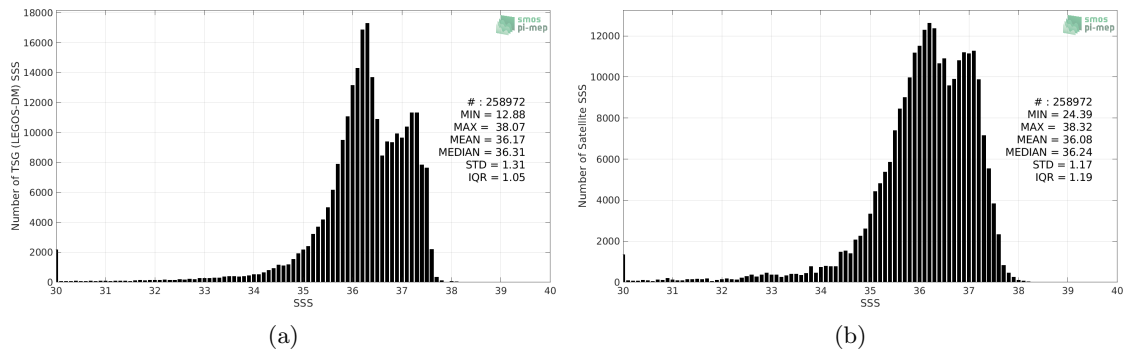 18000
16000
14000
12000
10000
8000
6000
4000
2000
0
Number of TSG (LEGOS-DM) SSS
30 31 32 33 34 35 36 37 38 39 40
SSS
smos
pi-mep
# : 258972
MIN = 12.88
MAX = 38.07
MEAN = 36.17
MEDIAN = 36.31
STD = 1.31
IQR = 1.05
(a)
12000
10000
8000
6000
4000
2000
0
Number of Satellite SSS
30 31 32 33 34 35 36 37 38 39 40
SSS
smos
pi-mep
# : 258972
MIN = 24.39
MAX = 38.32
MEAN = 36.08
MEDIAN = 36.24
STD = 1.17
IQR = 1.19
(b)